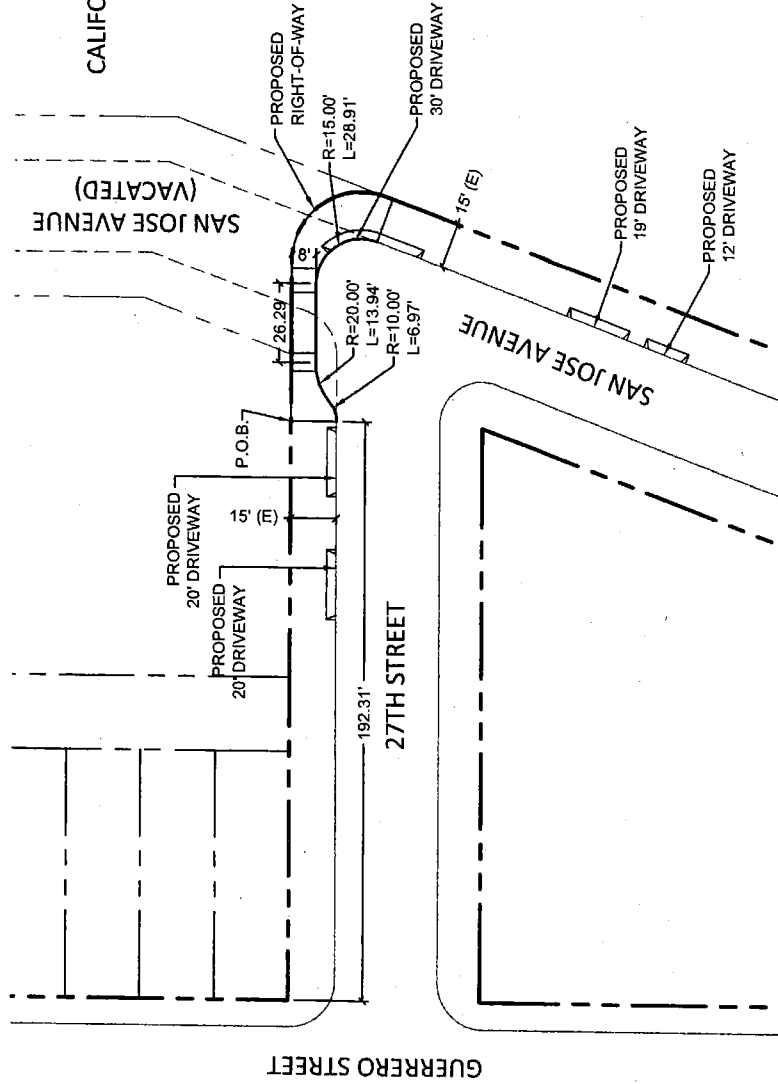 CALIFO
SAN JOSE AVENUE
(VACATED)
PROPOSED
RIGHT-OF-WAY
R=15.00'
L=28.91'
PROPOSED
30' DRIVEWAY
8'
26.29'
15' (E)
R=20.00'
L=13.94'
R=10.00'
L=6.97'
P.O.B.
PROPOSED
20' DRIVEWAY
15' (E)
PROPOSED
20' DRIVEWAY
PROPOSED
19' DRIVEWAY
PROPOSED
12' DRIVEWAY
SAN JOSE AVENUE
192.31'
27TH STREET
GUERRERO STREET